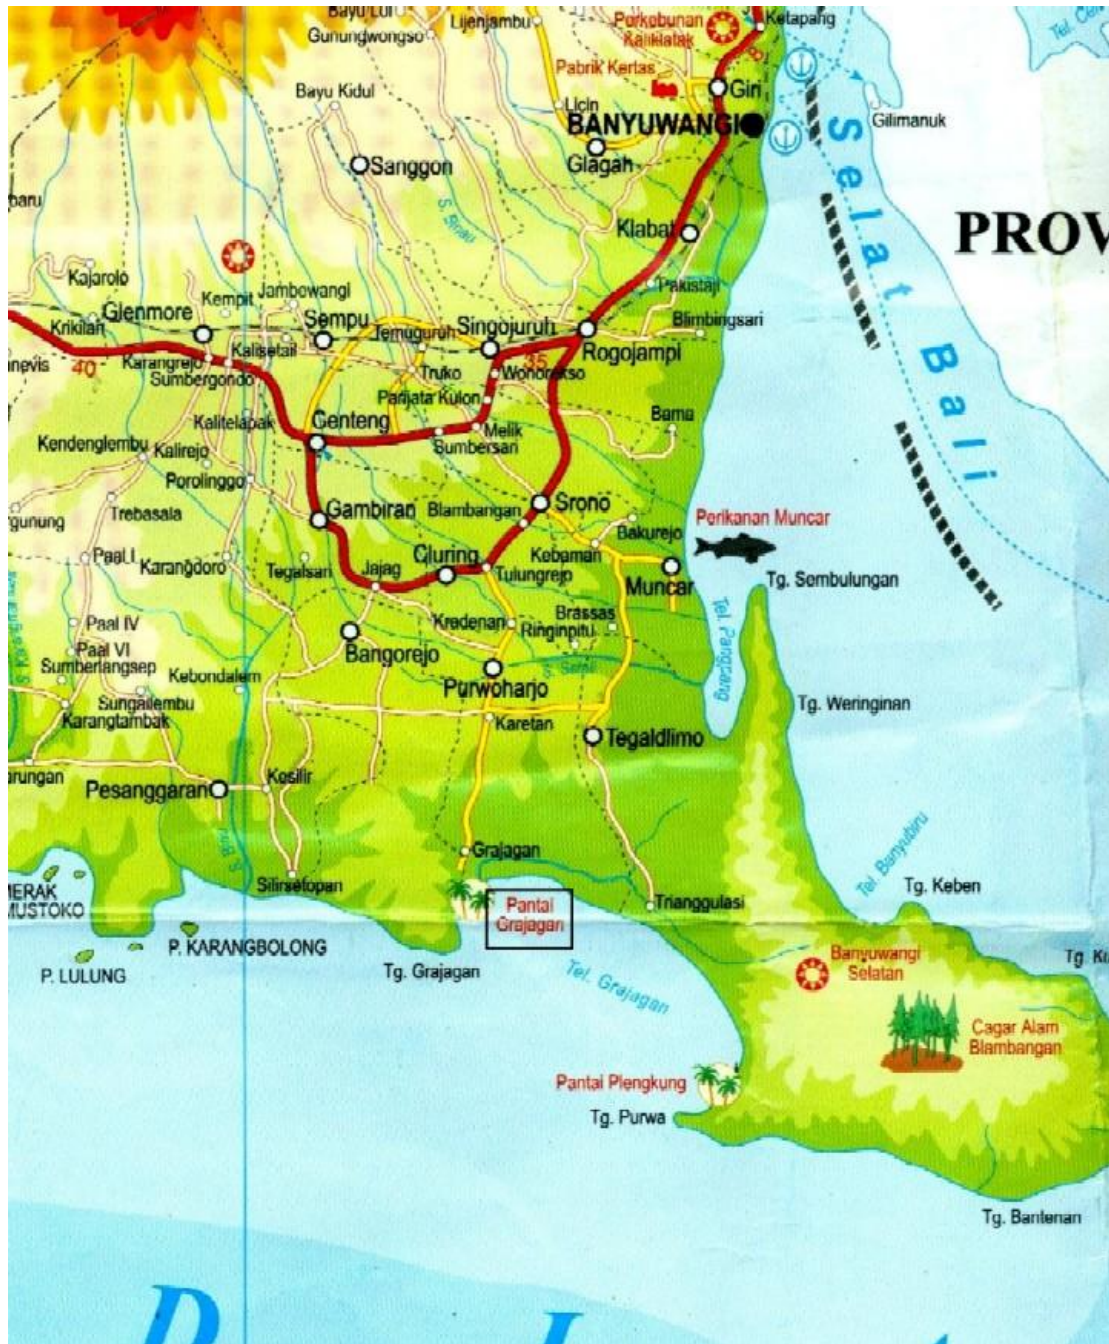 Lijenjambu
Gunungwongso
Perkebunan
Kaliklatak
Ketapang
8
Pabrik Kertas
Bayu Kidul
Licin
Giri
BANYUWANGI
Gilimanuk
Glagah
Sanggon
Selat Bali
PROV
Klabat
Kajarolo
Pakistaji
Glenmore
Kempit
Jambewangi
Krikilan
Sempu
Temuguruh
Singojuruh
Blimbingsari
Rogojampi
Karangrejo
Kalisetail
40
35
Sumbergondo
Truko
Wonorekso
Parijata Kulon
Kalitelapak
Genteng
Bama
Melik
Kendenglembu
Kalirejo
Sumbersari
Porolinggo
Trebasala
Gambiran
Blambangan
Srono
Perikanan Muncar
Bakurejo
Paal I
Karangdoro
Tegalsari
Jajag
Cluring
Kebaman
Tulungrejo
Muncar
Tg. Sembulungan
Paal IV
Kredenan
Brassas
Ringinpitu
Tel. Pangpang
Paal VI
Bangorejo
Sumberlangsep
Kebondalem
Purwoharjo
Sungailembu
Tg. Weringinan
Karangtambak
Karetan
Tegaldlimo
Pesanggaran
Kesilir
Grajagan
Tel. Banyubiru
Silirsetopan
Tg. Keben
MERAK
MUSTOKO
Pantai
Grajagan
Trianggulasi
P. KARANGBOLONG
P. LULUNG
Tg. Grajagan
Tel. Grajagan
Banyuwangi
Selatan
Cagar Alam
Blambangan
Pantai Plengkung
Tg. Purwa
Tg. Bantenan
D I